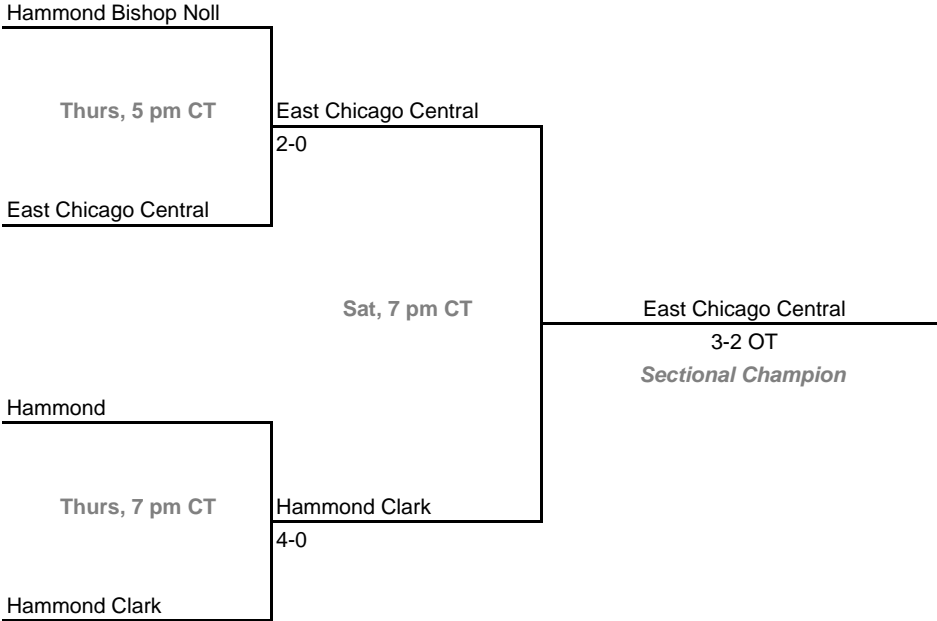 Hammond Bishop Noll
Thurs, 5 pm CT
East Chicago Central
2-0
East Chicago Central
Sat, 7 pm CT
East Chicago Central
3-2 OT
Sectional Champion
Hammond
Thurs, 7 pm CT
Hammond Clark
4-0
Hammond Clark